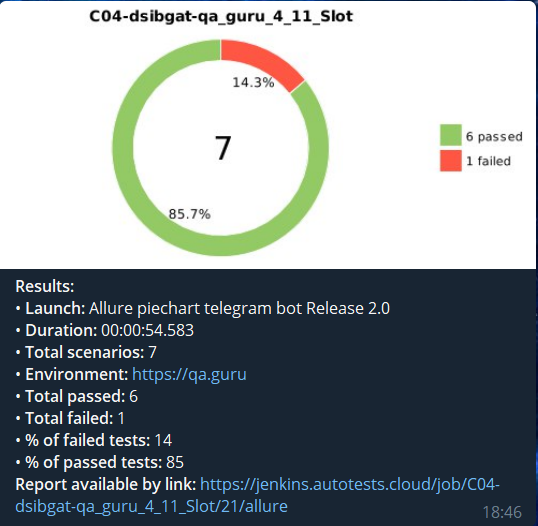 C04-dsibgat-qa_guru_4_11_Slot
14.3%
7
6 passed
1 failed
85.7%
Results:
• Launch: Allure piechart telegram bot Release 2.0
• Duration: 00:00:54.583
• Total scenarios: 7
• Environment: https://qa.guru
• Total passed: 6
• Total failed: 1
• % of failed tests: 14
• % of passed tests: 85
Report available by link: https://jenkins.autotests.cloud/job/C04-
dsibgat-qa_guru_4_11_Slot/21/allure
18:46